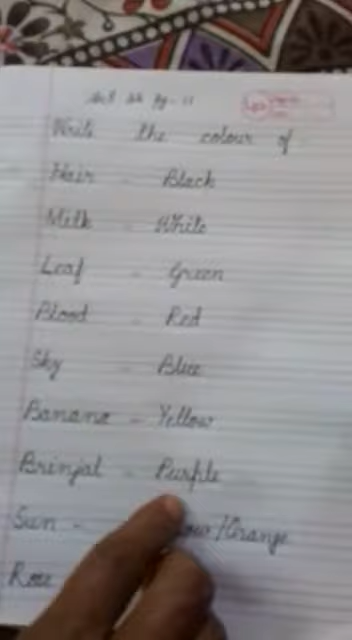 Write the colour of
Hair - Black
Milk - White
Leaf - Green
Blood - Red
Sky - Blue
Banana - Yellow
Brinjal - Purple
Sun - /Orange
Rose